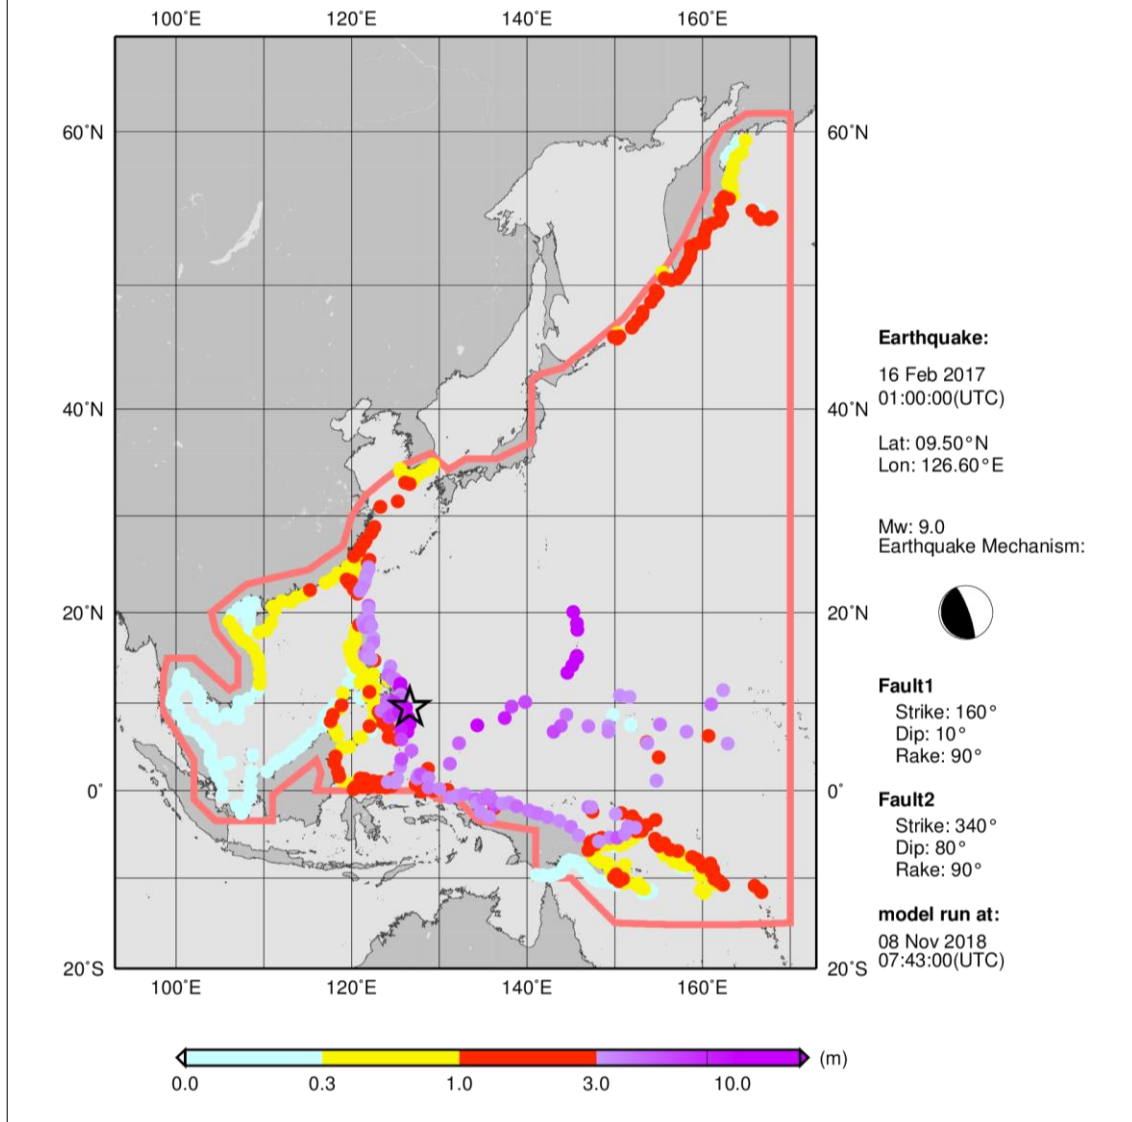 100˚E 120˚E 140˚E 160˚E
60˚N 60˚N
40˚N 40˚N
20˚N 20˚N
0˚ 0˚
20˚S 20˚S
100˚E 120˚E 140˚E 160˚E
Earthquake:
16 Feb 2017
01:00:00(UTC)
Lat: 09.50°N
Lon: 126.60°E
Mw: 9.0
Earthquake Mechanism:
Fault1
Strike: 160°
Dip: 10°
Rake: 90°
Fault2
Strike: 340°
Dip: 80°
Rake: 90°
model run at:
08 Nov 2018
07:43:00(UTC)
(m)
0.0 0.3 1.0 3.0 10.0